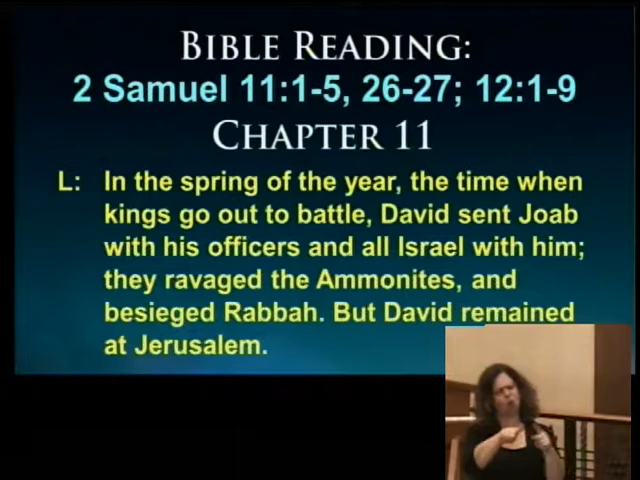 BIBLE READING:
2 Samuel 11:1-5, 26-27; 12:1-9
CHAPTER 11
L: In the spring of the year, the time when
kings go out to battle, David sent Joab
with his officers and all Israel with him;
they ravaged the Ammonites, and
besieged Rabbah. But David remained
at Jerusalem.